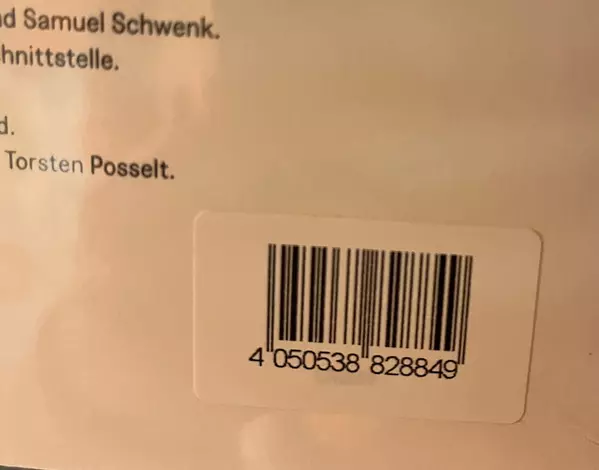 d Samuel Schwenk.
hnittstelle.
d.
Torsten Posselt.
4 050538 828849